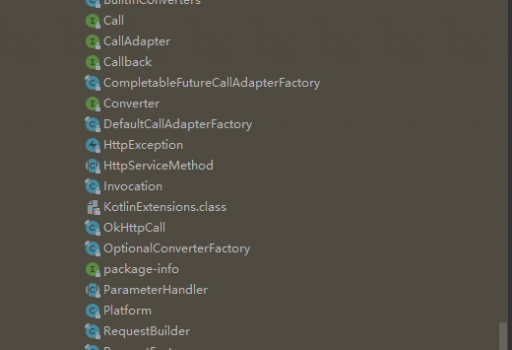 BuiltInConverters
Call
CallAdapter
Callback
CompletableFutureCallAdapterFactory
Converter
DefaultCallAdapterFactory
HttpException
HttpServiceMethod
Invocation
KotlinExtensions.class
OkHttpCall
OptionalConverterFactory
package-info
ParameterHandler
Platform
RequestBuilder